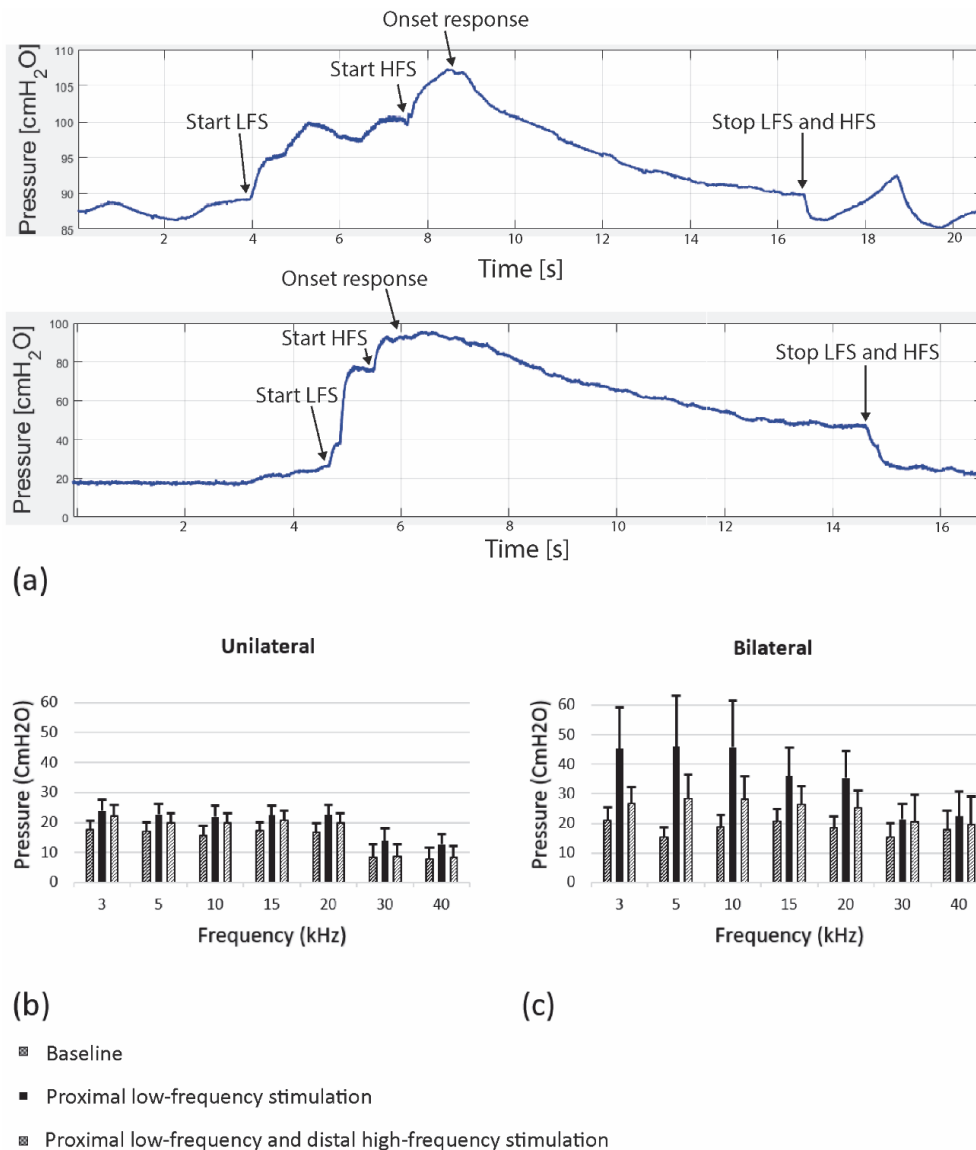 Onset response
Start HFS
Start LFS
Stop LFS and HFS
Pressure [cmH2O]
110
105
100
95
90
85
2 4 6 8 10 12 14 16 18 20
Time [s]
Onset response
Start HFS
Start LFS
Stop LFS and HFS
Pressure [cmH2O]
100
80
60
40
20
0
2 4 6 8 10 12 14 16
Time [s]
(a)
Unilateral
Pressure (CmH2O)
60
50
40
30
20
10
0
3 5 10 15 20 30 40
Frequency (kHz)
(b)
Bilateral
Pressure (CmH2O)
60
50
40
30
20
10
0
3 5 10 15 20 30 40
Frequency (kHz)
(c)
Baseline
Proximal low-frequency stimulation
Proximal low-frequency and distal high-frequency stimulation